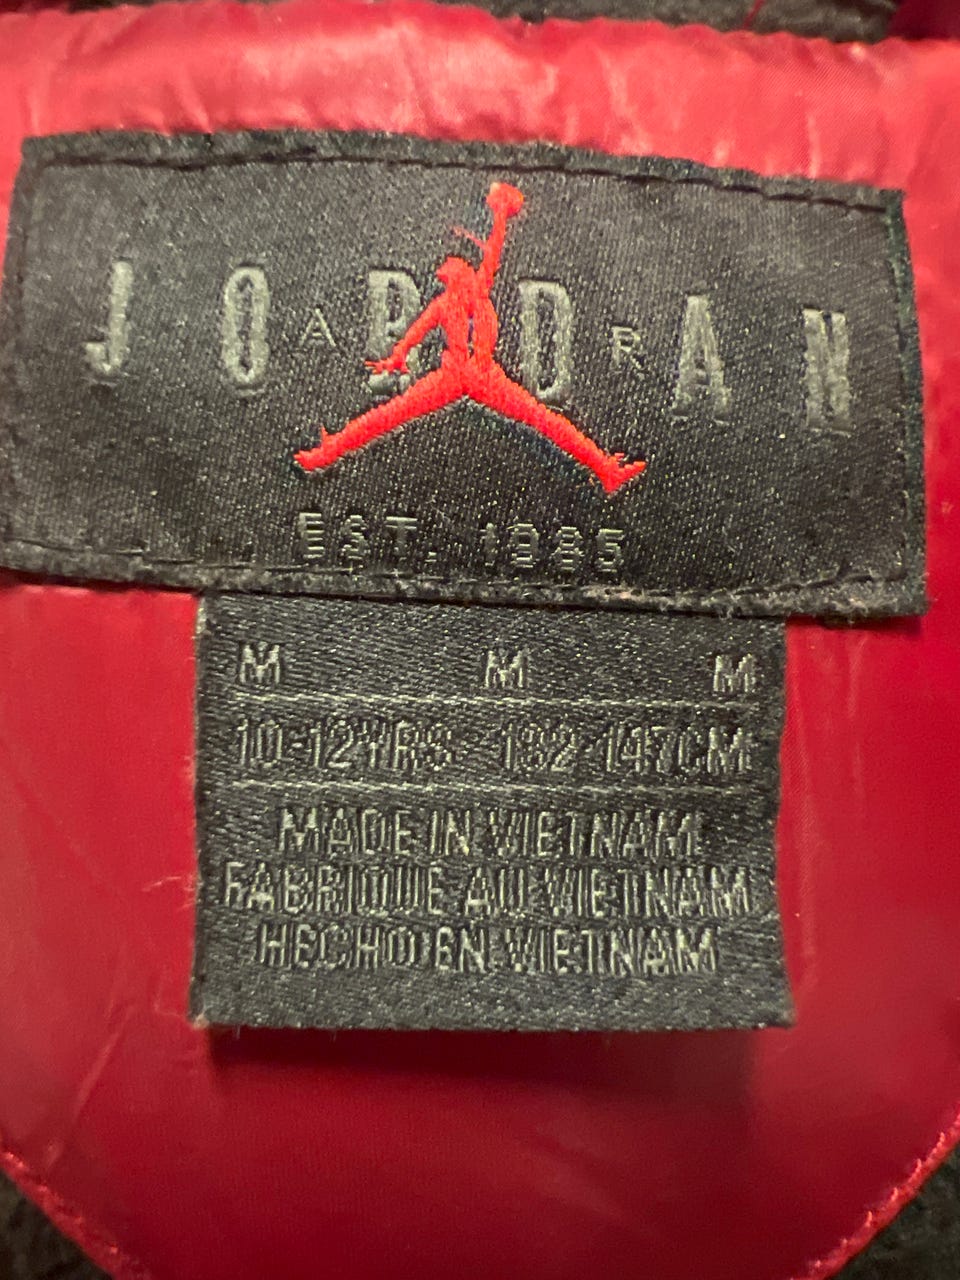 JORDAN
AIR
EST. 1985
M M M
10-12YRS 132-147CM
MADE IN VIETNAM
FABRIQUE AU VIETNAM
HECHO EN VIETNAM